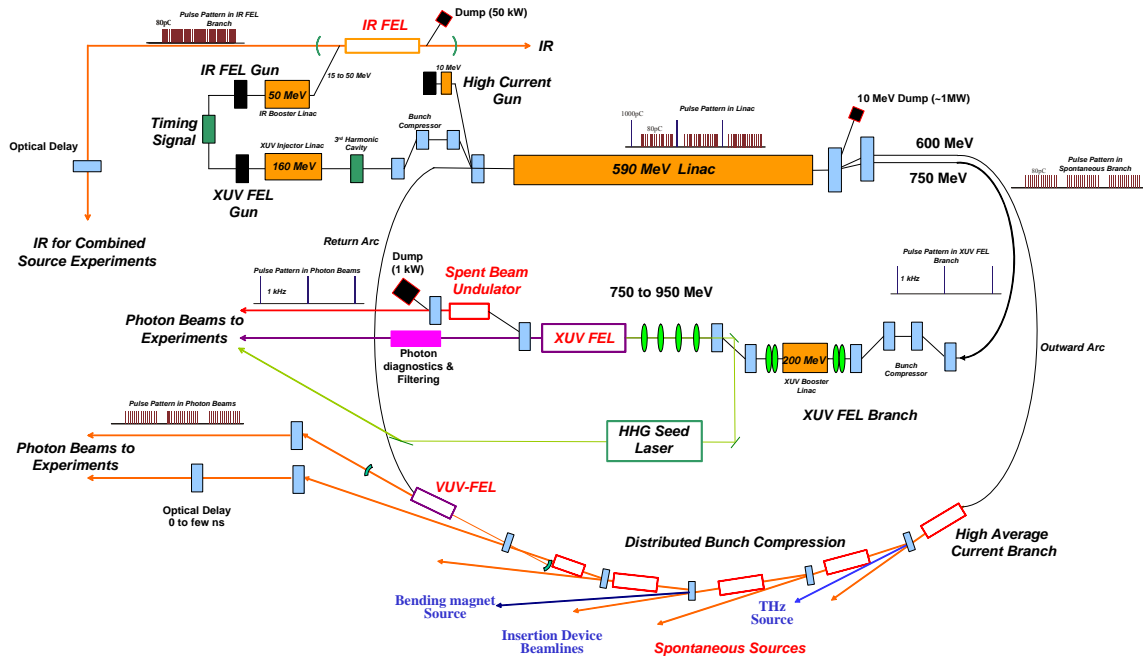 Pulse Pattern in IR FEL
Branch
80pC
IR FEL
Dump (50 kW)
IR
IR FEL Gun
15 to 50 MeV
10 MeV
High Current
Gun
50 MeV
IR Booster Linac
Timing
Signal
Optical Delay
XUV Injector Linac
160 MeV
3rd Harmonic
Cavity
Bunch
Compressor
XUV FEL
Gun
Pulse Pattern in Linac
1000pC
80pC
590 MeV Linac
10 MeV Dump (~1MW)
600 MeV
750 MeV
Pulse Pattern in
Spontaneous Branch
80pC
IR for Combined
Source Experiments
Return Arc
Pulse Pattern in Photon Beams
1 kHz
Dump
(1 kW)
Spent Beam
Undulator
750 to 950 MeV
Pulse Pattern in XUV FEL
Branch
1 kHz
Photon Beams to
Experiments
XUV FEL
Photon
diagnostics &
Filtering
200 MeV
XUV Booster
Linac
Bunch
Compressor
Outward Arc
XUV FEL Branch
Pulse Pattern in Photon Beams
HHG Seed
Laser
Photon Beams to
Experiments
Optical Delay
0 to few ns
VUV-FEL
Distributed Bunch Compression
High Average
Current Branch
Bending magnet
Source
THz
Source
Insertion Device
Beamlines
Spontaneous Sources